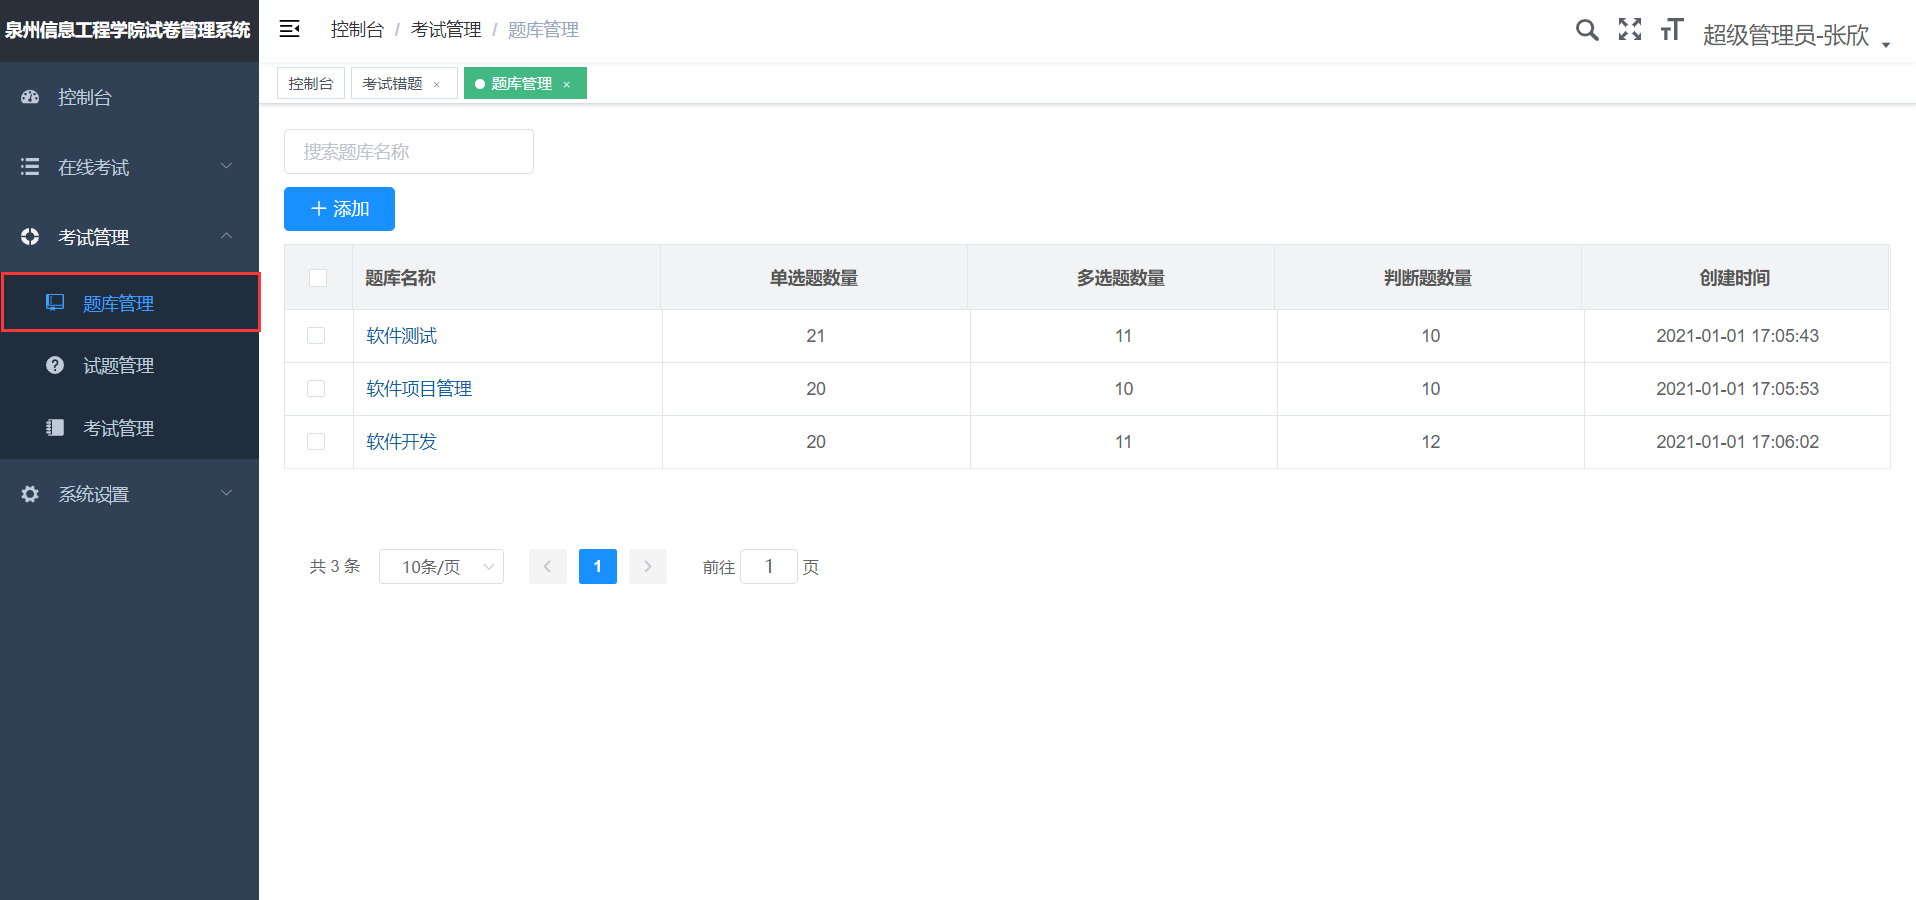 泉州信息工程学院试卷管理系统
控制台 / 考试管理 / 题库管理
超级管理员-张欣
控制台
考试错题 ×
题库管理 ×
控制台
在线考试
考试管理
题库管理
试题管理
考试管理
系统设置
搜索题库名称
+ 添加
题库名称 单选题数量 多选题数量 判断题数量 创建时间
软件测试 21 11 10 2021-01-01 17:05:43
软件项目管理 20 10 10 2021-01-01 17:05:53
软件开发 20 11 12 2021-01-01 17:06:02
共 3 条 10条/页 1 前往 1 页